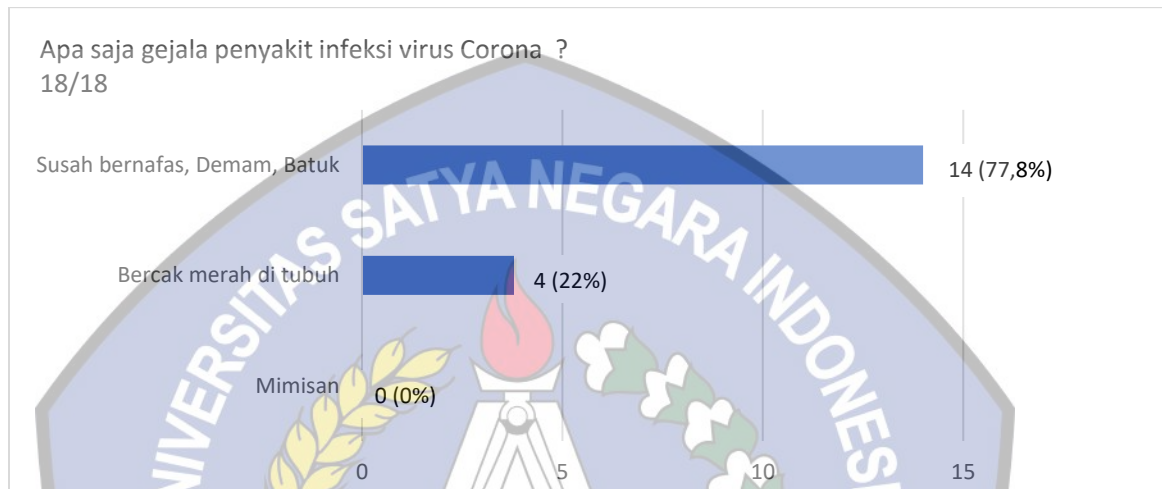 Apa saja gejala penyakit infeksi virus Corona ?
18/18
Susah bernafas, Demam, Batuk
14 (77,8%)
UNIVERSITAS SATYA NEGARA INDONES
Bercak merah di tubuh
4 (22%)
Mimisan
0 (0%)
0 5 10 15